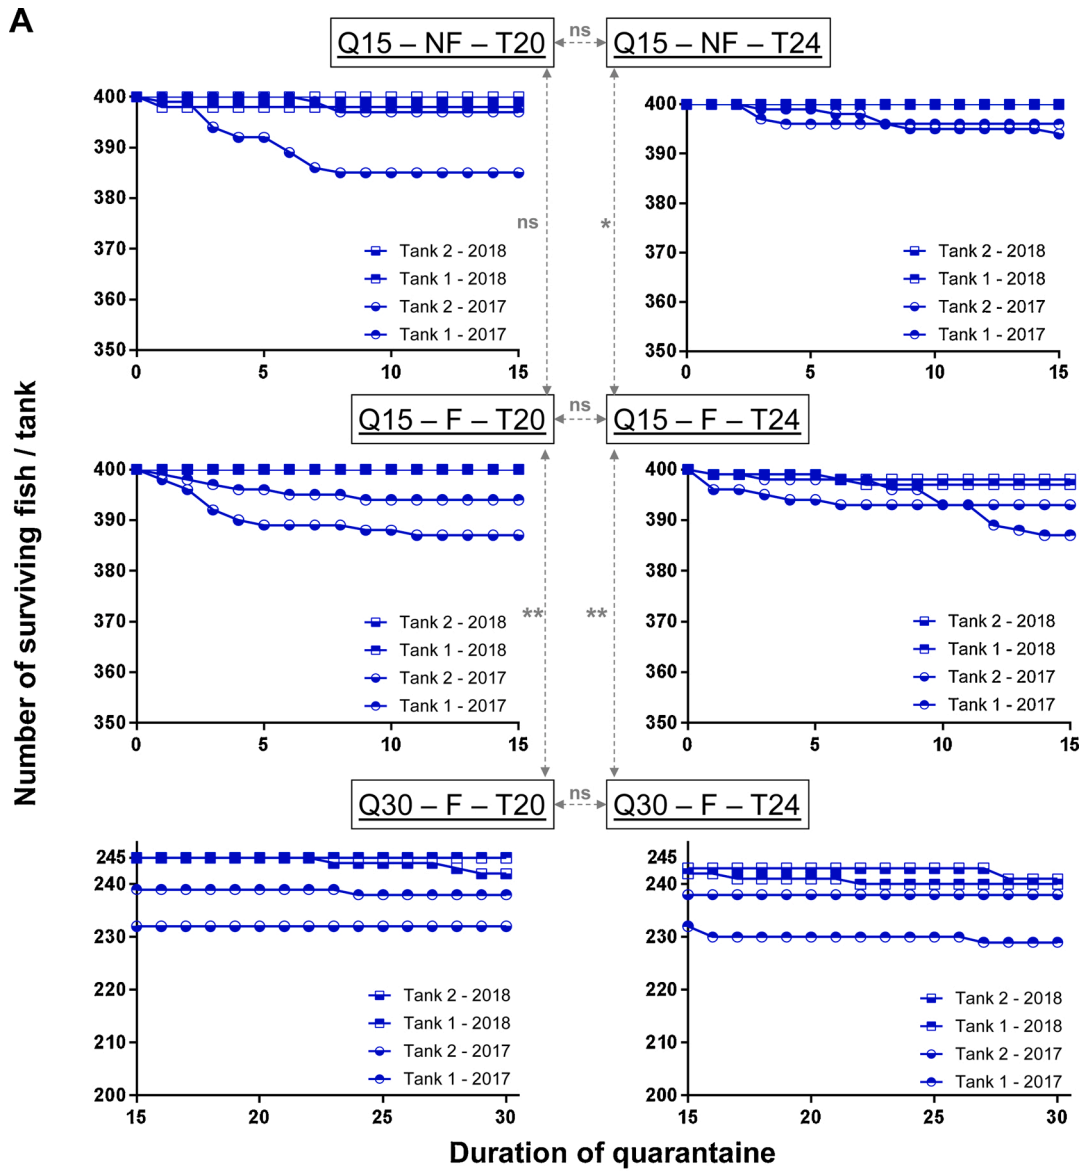 A
Q15 – NF – T20
ns
Q15 – NF – T24
400
390
380
370
360
350
0
5
10
15
Tank 2 - 2018
Tank 1 - 2018
Tank 2 - 2017
Tank 1 - 2017
ns
*
400
390
380
370
360
350
0
5
10
15
Tank 2 - 2018
Tank 1 - 2018
Tank 2 - 2017
Tank 1 - 2017
Number of surviving fish / tank
Q15 – F – T20
ns
Q15 – F – T24
400
390
380
370
360
350
0
5
10
15
Tank 2 - 2018
Tank 1 - 2018
Tank 2 - 2017
Tank 1 - 2017
**
**
400
390
380
370
360
350
0
5
10
15
Tank 2 - 2018
Tank 1 - 2018
Tank 2 - 2017
Tank 1 - 2017
Q30 – F – T20
ns
Q30 – F – T24
245
240
230
220
210
200
15
20
25
30
Tank 2 - 2018
Tank 1 - 2018
Tank 2 - 2017
Tank 1 - 2017
245
240
230
220
210
200
15
20
25
30
Tank 2 - 2018
Tank 1 - 2018
Tank 2 - 2017
Tank 1 - 2017
Duration of quarantaine